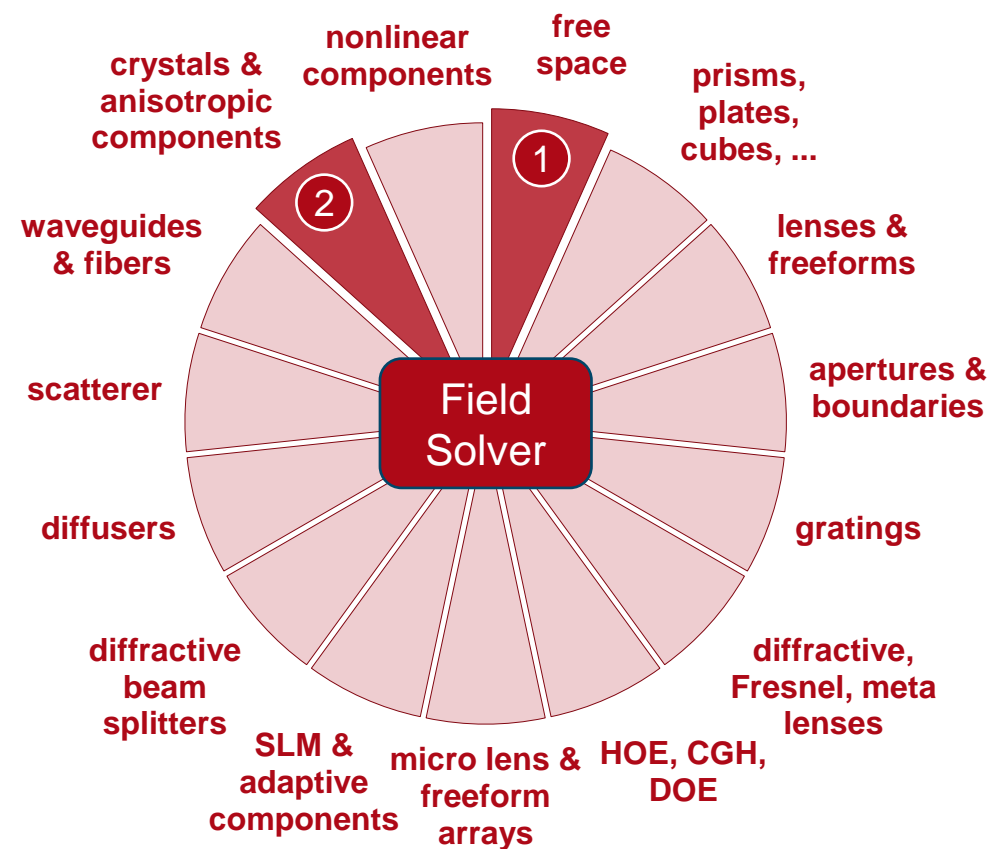 free
space
1
prisms,
plates,
cubes, ...
lenses &
freeforms
apertures &
boundaries
gratings
diffractive,
Fresnel, meta
lenses
HOE, CGH,
DOE
micro lens &
freeform
arrays
SLM &
adaptive
components
diffractive
beam
splitters
diffusers
scatterer
waveguides
& fibers
crystals &
anisotropic
components
2
nonlinear
components
Field
Solver